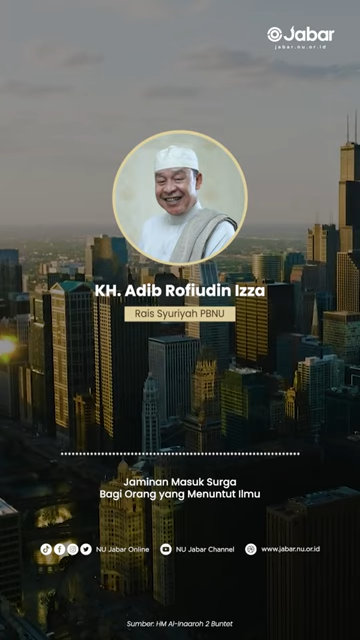 Jabar
jabar.nu.or.id
KH. Adib Rofiudin Izza
Rais Syuriyah PBNU
Jaminan Masuk Surga
Bagi Orang yang Menuntut Ilmu
NU Jabar Online NU Jabar Channel www.jabar.nu.or.id
Sumber: HM Al-inaaroh 2 Buntet